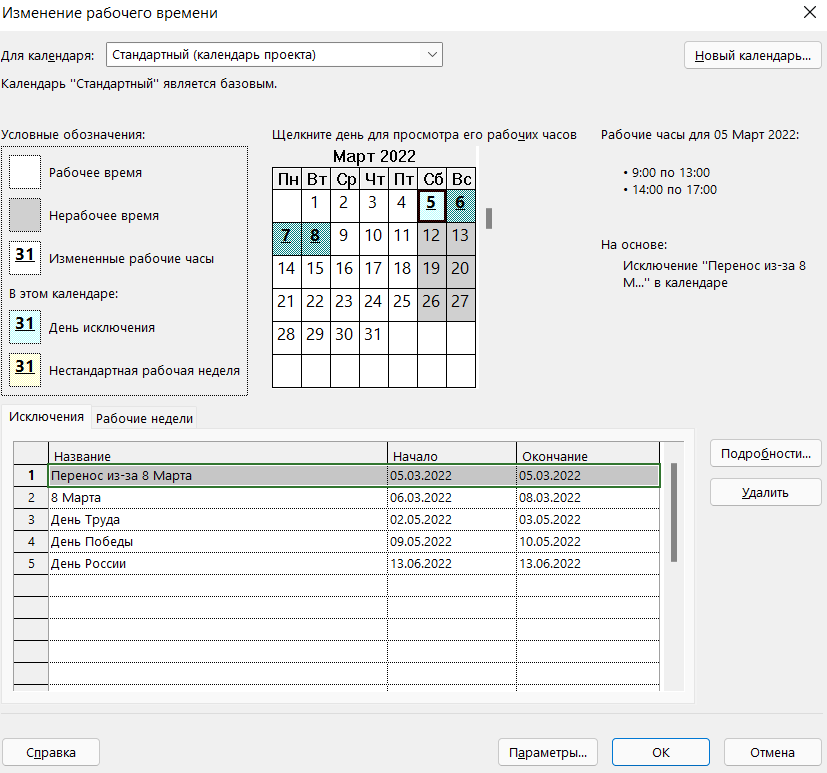 Изменение рабочего времени
Для календаря: Стандартный (календарь проекта) Новый календарь...
Календарь "Стандартный" является базовым.
Условные обозначения:
Рабочее время
Нерабочее время
31 Измененные рабочие часы
В этом календаре:
31 День исключения
31 Нестандартная рабочая неделя
Щелкните день для просмотра его рабочих часов
Март 2022
Пн Вт Ср Чт Пт Сб Вс
1 2 3 4 5 6
7 8 9 10 11 12 13
14 15 16 17 18 19 20
21 22 23 24 25 26 27
28 29 30 31
Рабочие часы для 05 Март 2022:
• 9:00 по 13:00
• 14:00 по 17:00
На основе:
Исключение "Перенос из-за 8
М..." в календаре
Исключения Рабочие недели
Название Начало Окончание
1 Перенос из-за 8 Марта 05.03.2022 05.03.2022
2 8 Марта 06.03.2022 08.03.2022
3 День Труда 02.05.2022 03.05.2022
4 День Победы 09.05.2022 10.05.2022
5 День России 13.06.2022 13.06.2022
Подробности...
Удалить
Справка Параметры... ОК Отмена